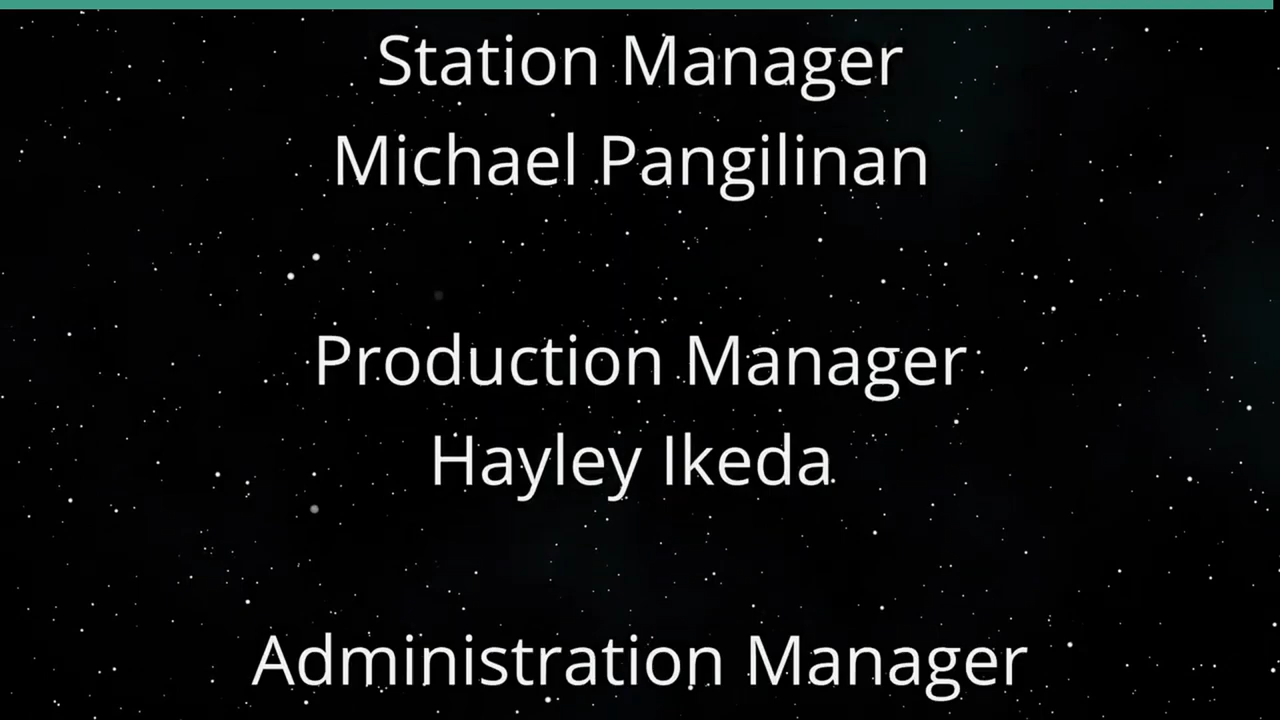 Station Manager
Michael Pangilinan
Production Manager
Hayley Ikeda
Administration Manager